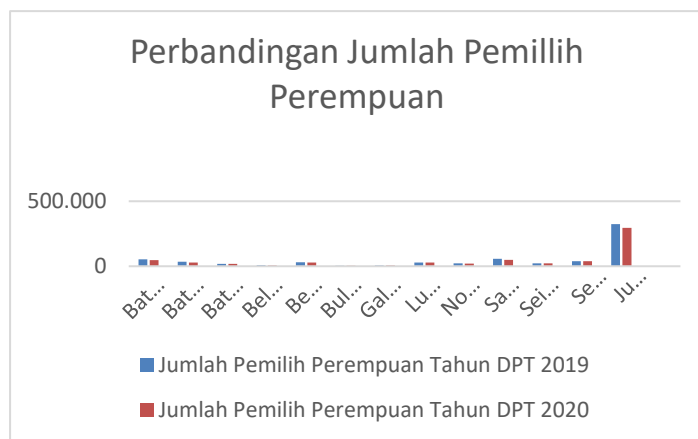 Perbandingan Jumlah Pemillih
Perempuan
500.000
0
Bat...
Bat...
Bat...
Bel...
Be...
Bul...
Gal...
Lu...
No...
Sa...
Sei...
Se...
Ju...
Jumlah Pemilih Perempuan Tahun DPT 2019
Jumlah Pemilih Perempuan Tahun DPT 2020